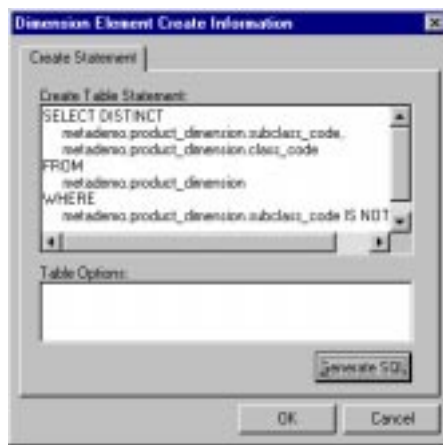 Dimension Element Create Information
Create Statement
Create Table Statement:
SELECT DISTINCT
metademo.product_dimension.subclass_code,
metademo.product_dimension.class_code
FROM
metademo.product_dimension
WHERE
metademo.product_dimension.subclass_code IS NOT
Table Options:
Generate SQL
OK
Cancel